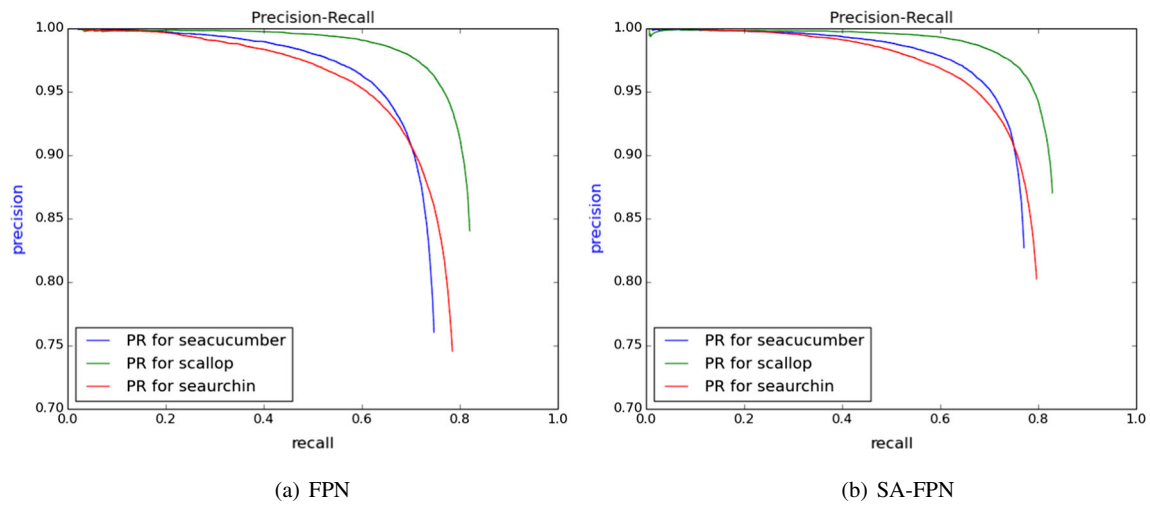 Precision-Recall
1.00
0.95
0.90
0.85
0.80
0.75
0.70
precision
PR for seacucumber
PR for scallop
PR for seaurchin
0.0 0.2 0.4 0.6 0.8 1.0
recall
(a) FPN
Precision-Recall
1.00
0.95
0.90
0.85
0.80
0.75
0.70
precision
PR for seacucumber
PR for scallop
PR for seaurchin
0.0 0.2 0.4 0.6 0.8 1.0
recall
(b) SA-FPN